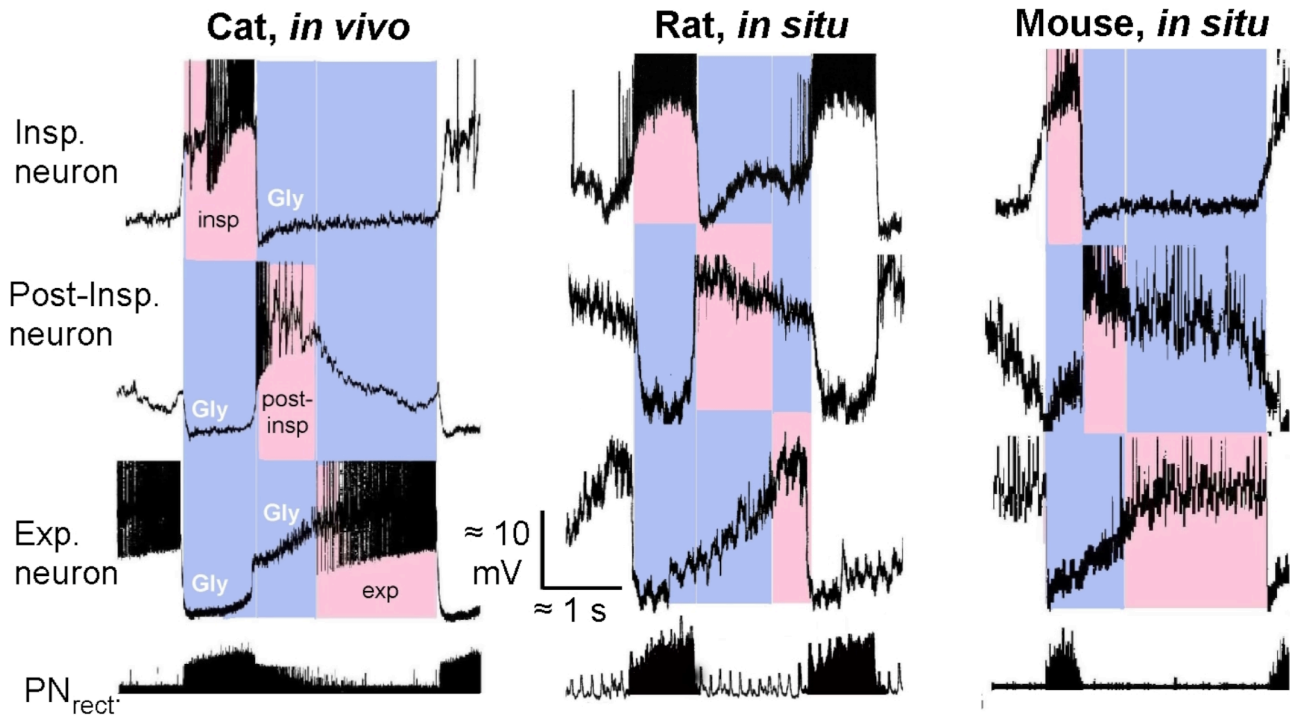 Cat, in vivo
Rat, in situ
Mouse, in situ
Insp.
neuron
Gly
insp
Post-Insp.
neuron
Gly
post-
insp
Exp.
neuron
Gly
Gly
exp
≈ 10
mV
≈ 1 s
PNrect.